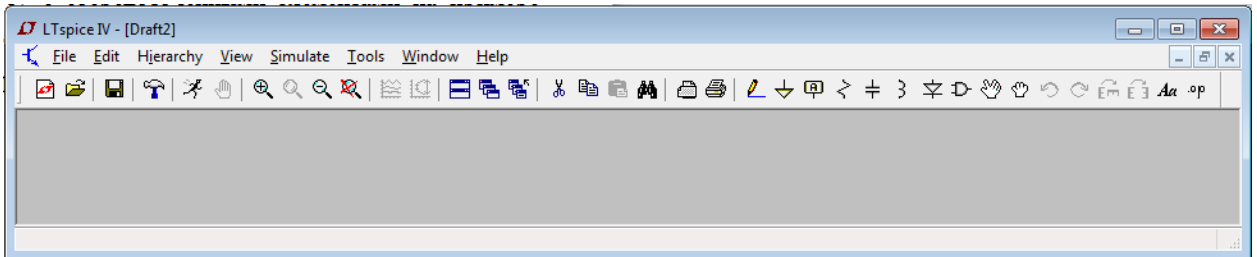 LTspice IV - [Draft2]
File Edit Hierarchy View Simulate Tools Window Help
A Aa .op